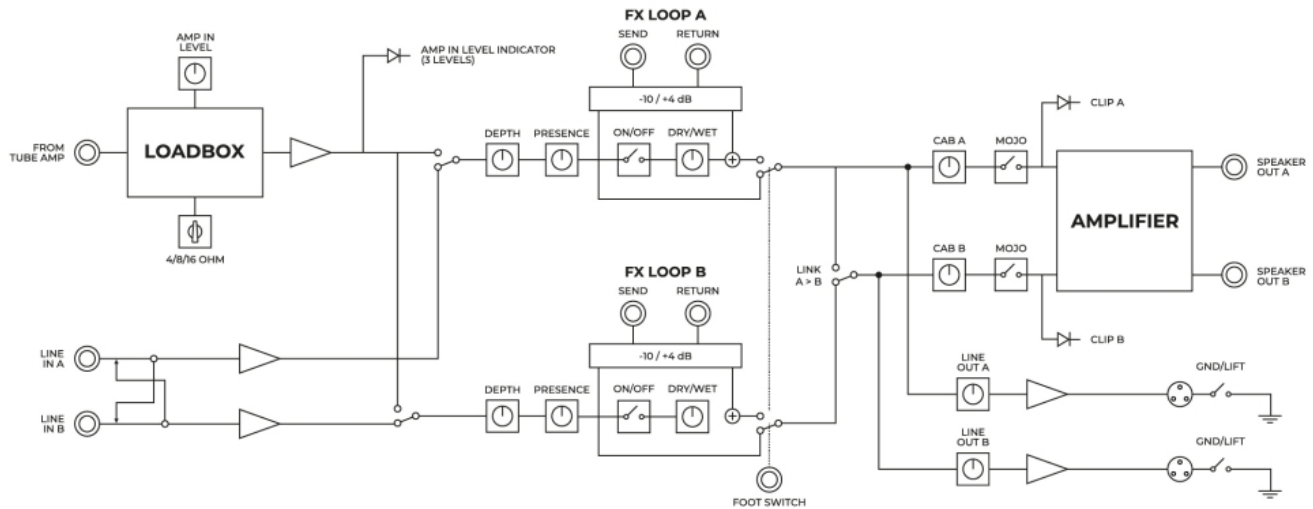 FX LOOP A
SEND
RETURN
-10 / +4 dB
AMP IN
LEVEL
AMP IN LEVEL INDICATOR
(3 LEVELS)
FROM
TUBE AMP
LOADBOX
4/8/16 OHM
DEPTH
PRESENCE
ON/OFF
DRY/WET
CAB A
MOJO
CLIP A
SPEAKER
OUT A
AMPLIFIER
LINK
A > B
CAB B
MOJO
SPEAKER
OUT B
CLIP B
FX LOOP B
SEND
RETURN
-10 / +4 dB
LINE
IN A
LINE
IN B
DEPTH
PRESENCE
ON/OFF
DRY/WET
FOOT SWITCH
LINE
OUT A
GND/LIFT
LINE
OUT B
GND/LIFT